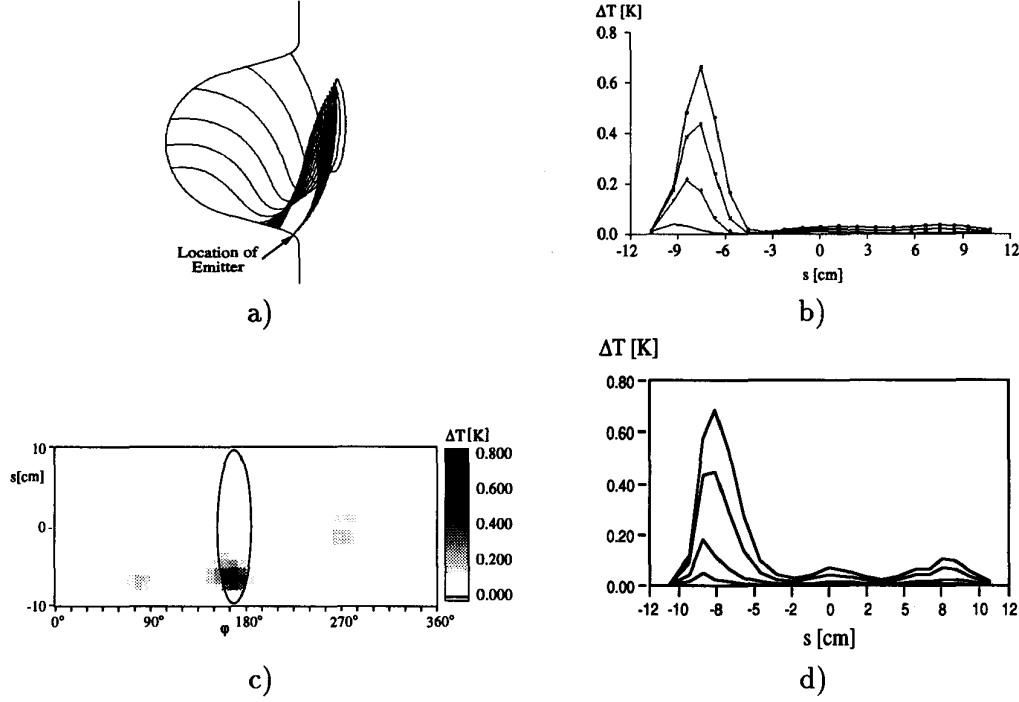 Location of
Emitter
a)
ΔT [K]
0.8
0.6
0.4
0.2
0.0
-12 -9 -6 -3 0 3 6 9 12
s [cm]
b)
10
s[cm]
0
-10
0° 90° φ 180° 270° 360°
ΔT [K]
0.800
0.600
0.400
0.200
0.000
c)
ΔT [K]
0.80
0.60
0.40
0.20
0.00
-12 -10 -8 -5 -2 0 2 5 8 10 12
s [cm]
d)